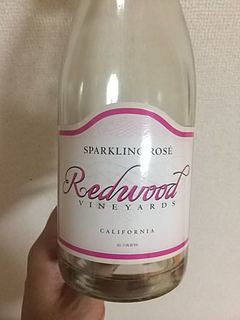 SPARKLING ROSÉ
Redwood
VINEYARDS
CALIFORNIA